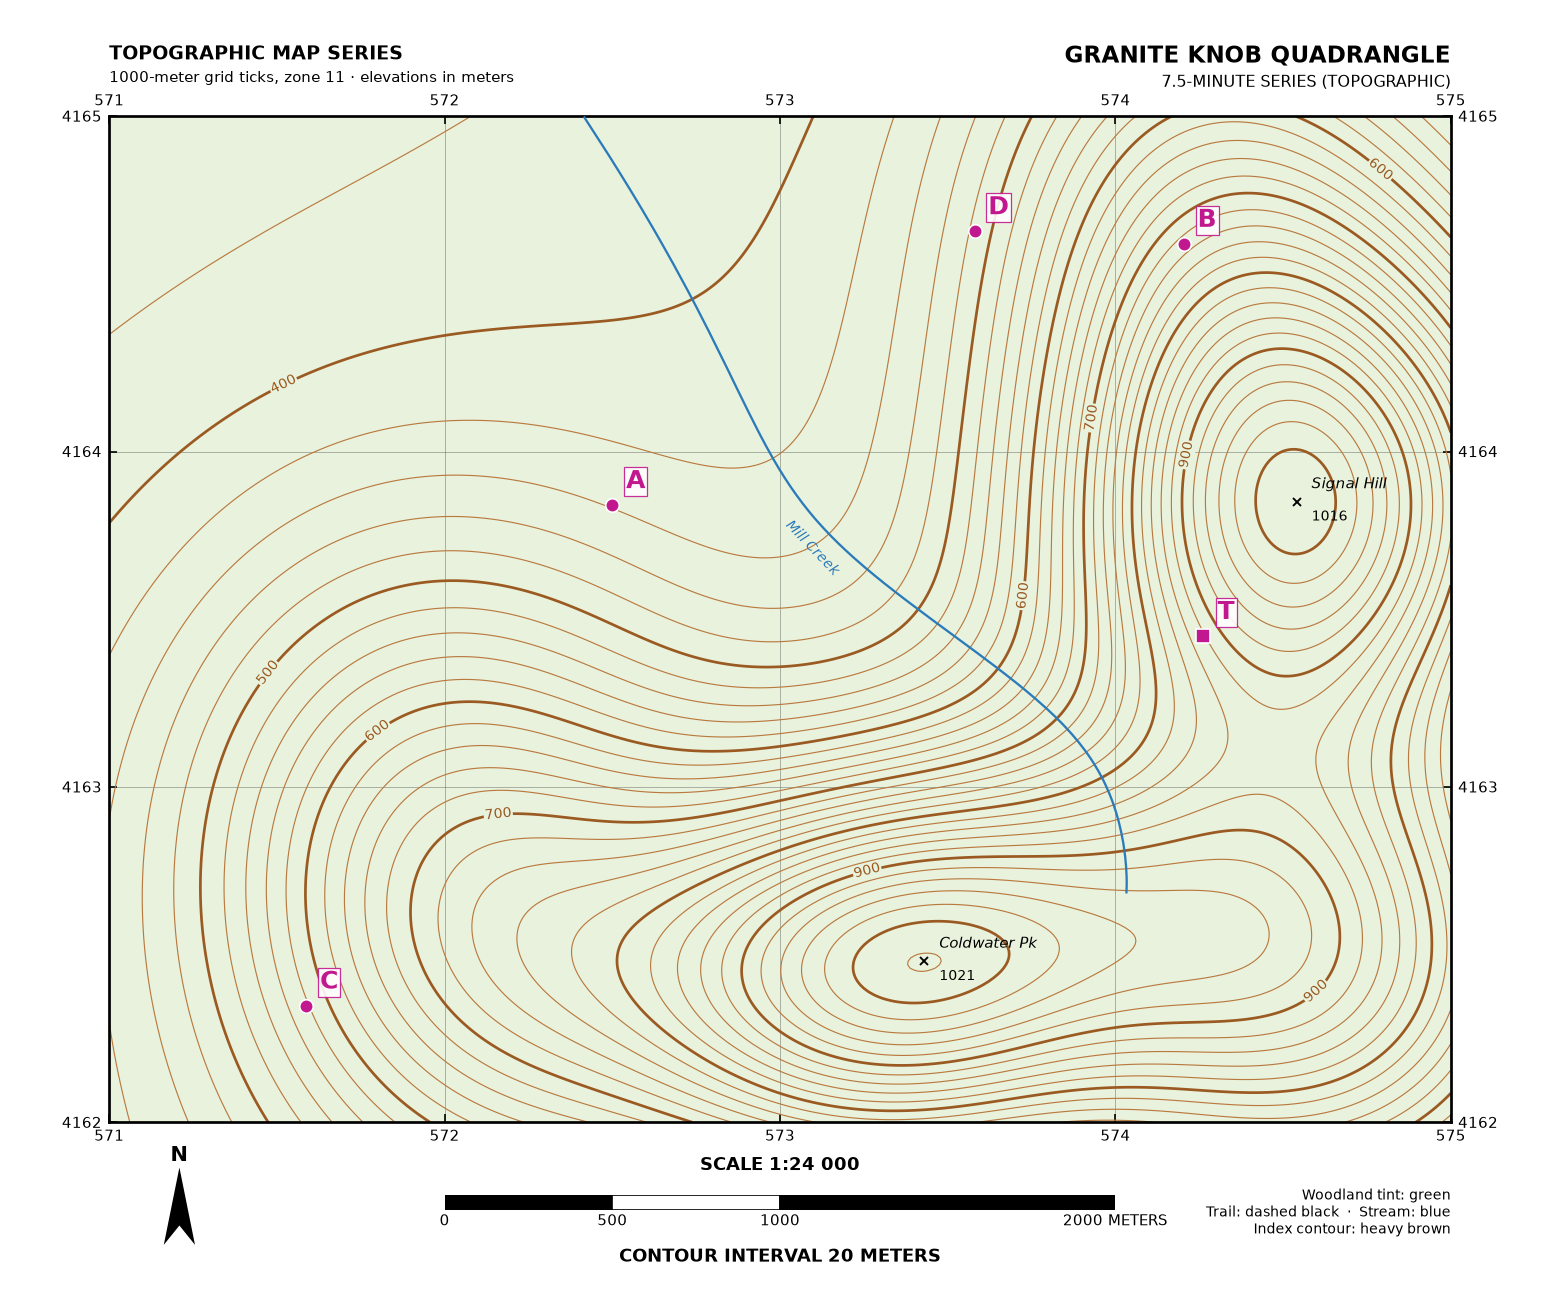 TOPOGRAPHIC MAP SERIES
1000-meter grid ticks, zone 11 · elevations in meters
GRANITE KNOB QUADRANGLE
7.5-MINUTE SERIES (TOPOGRAPHIC)
571 572 573 574 575
4165 4165
600
D
B
400
700
900
4164 4164
A
Signal Hill
1016
Mill Creek
600
T
500
600
4163 4163
700
900
Coldwater Pk
1021
C
900
4162 4162
571 572 573 574 575
N
SCALE 1:24 000
0 500 1000 2000 METERS
CONTOUR INTERVAL 20 METERS
Woodland tint: green
Trail: dashed black · Stream: blue
Index contour: heavy brown